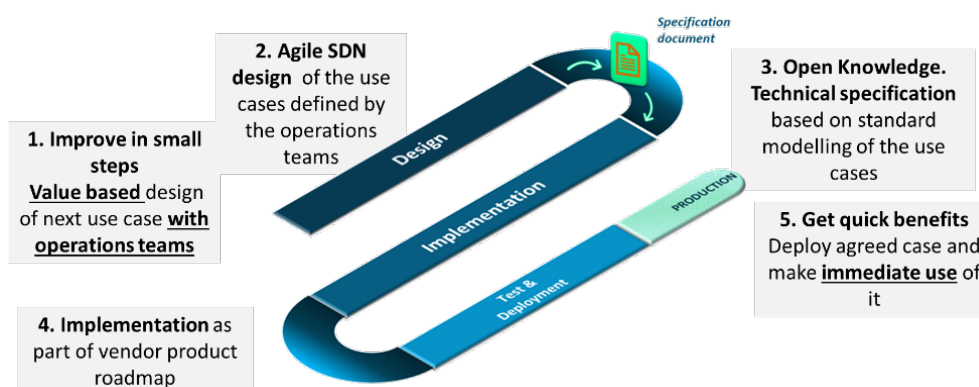 Specification
document
2. Agile SDN
design of the use
cases defined by
the operations
teams
3. Open Knowledge.
Technical specification
based on standard
modelling of the use
cases
1. Improve in small
steps
Value based design
of next use case with
operations teams
Design
Implementation
PRODUCTION
Test &
Deployment
5. Get quick benefits
Deploy agreed case and
make immediate use of
it
4. Implementation as
part of vendor product
roadmap